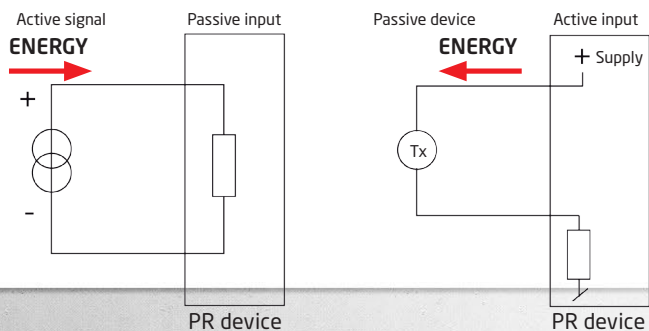 Active signal
Passive input
ENERGY
+
-
PR device
Passive device
Active input
ENERGY
+ Supply
Tx
PR device